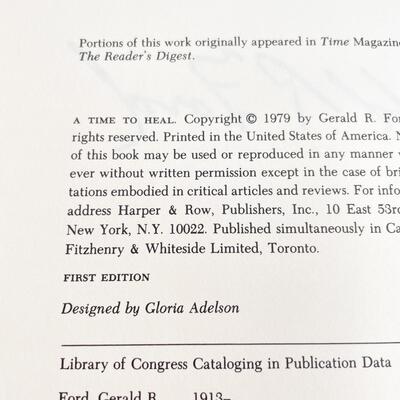 Portions of this work originally appeared in Time Magazine
The Reader's Digest.
A TIME TO HEAL. Copyright © 1979 by Gerald R. For
rights reserved. Printed in the United States of America. N
of this book may be used or reproduced in any manner w
ever without written permission except in the case of bri
tations embodied in critical articles and reviews. For info
address Harper & Row, Publishers, Inc., 10 East 53rd
New York, N.Y. 10022. Published simultaneously in Ca
Fitzhenry & Whiteside Limited, Toronto.
FIRST EDITION
Designed by Gloria Adelson
Library of Congress Cataloging in Publication Data
Ford, Gerald R. 1913–